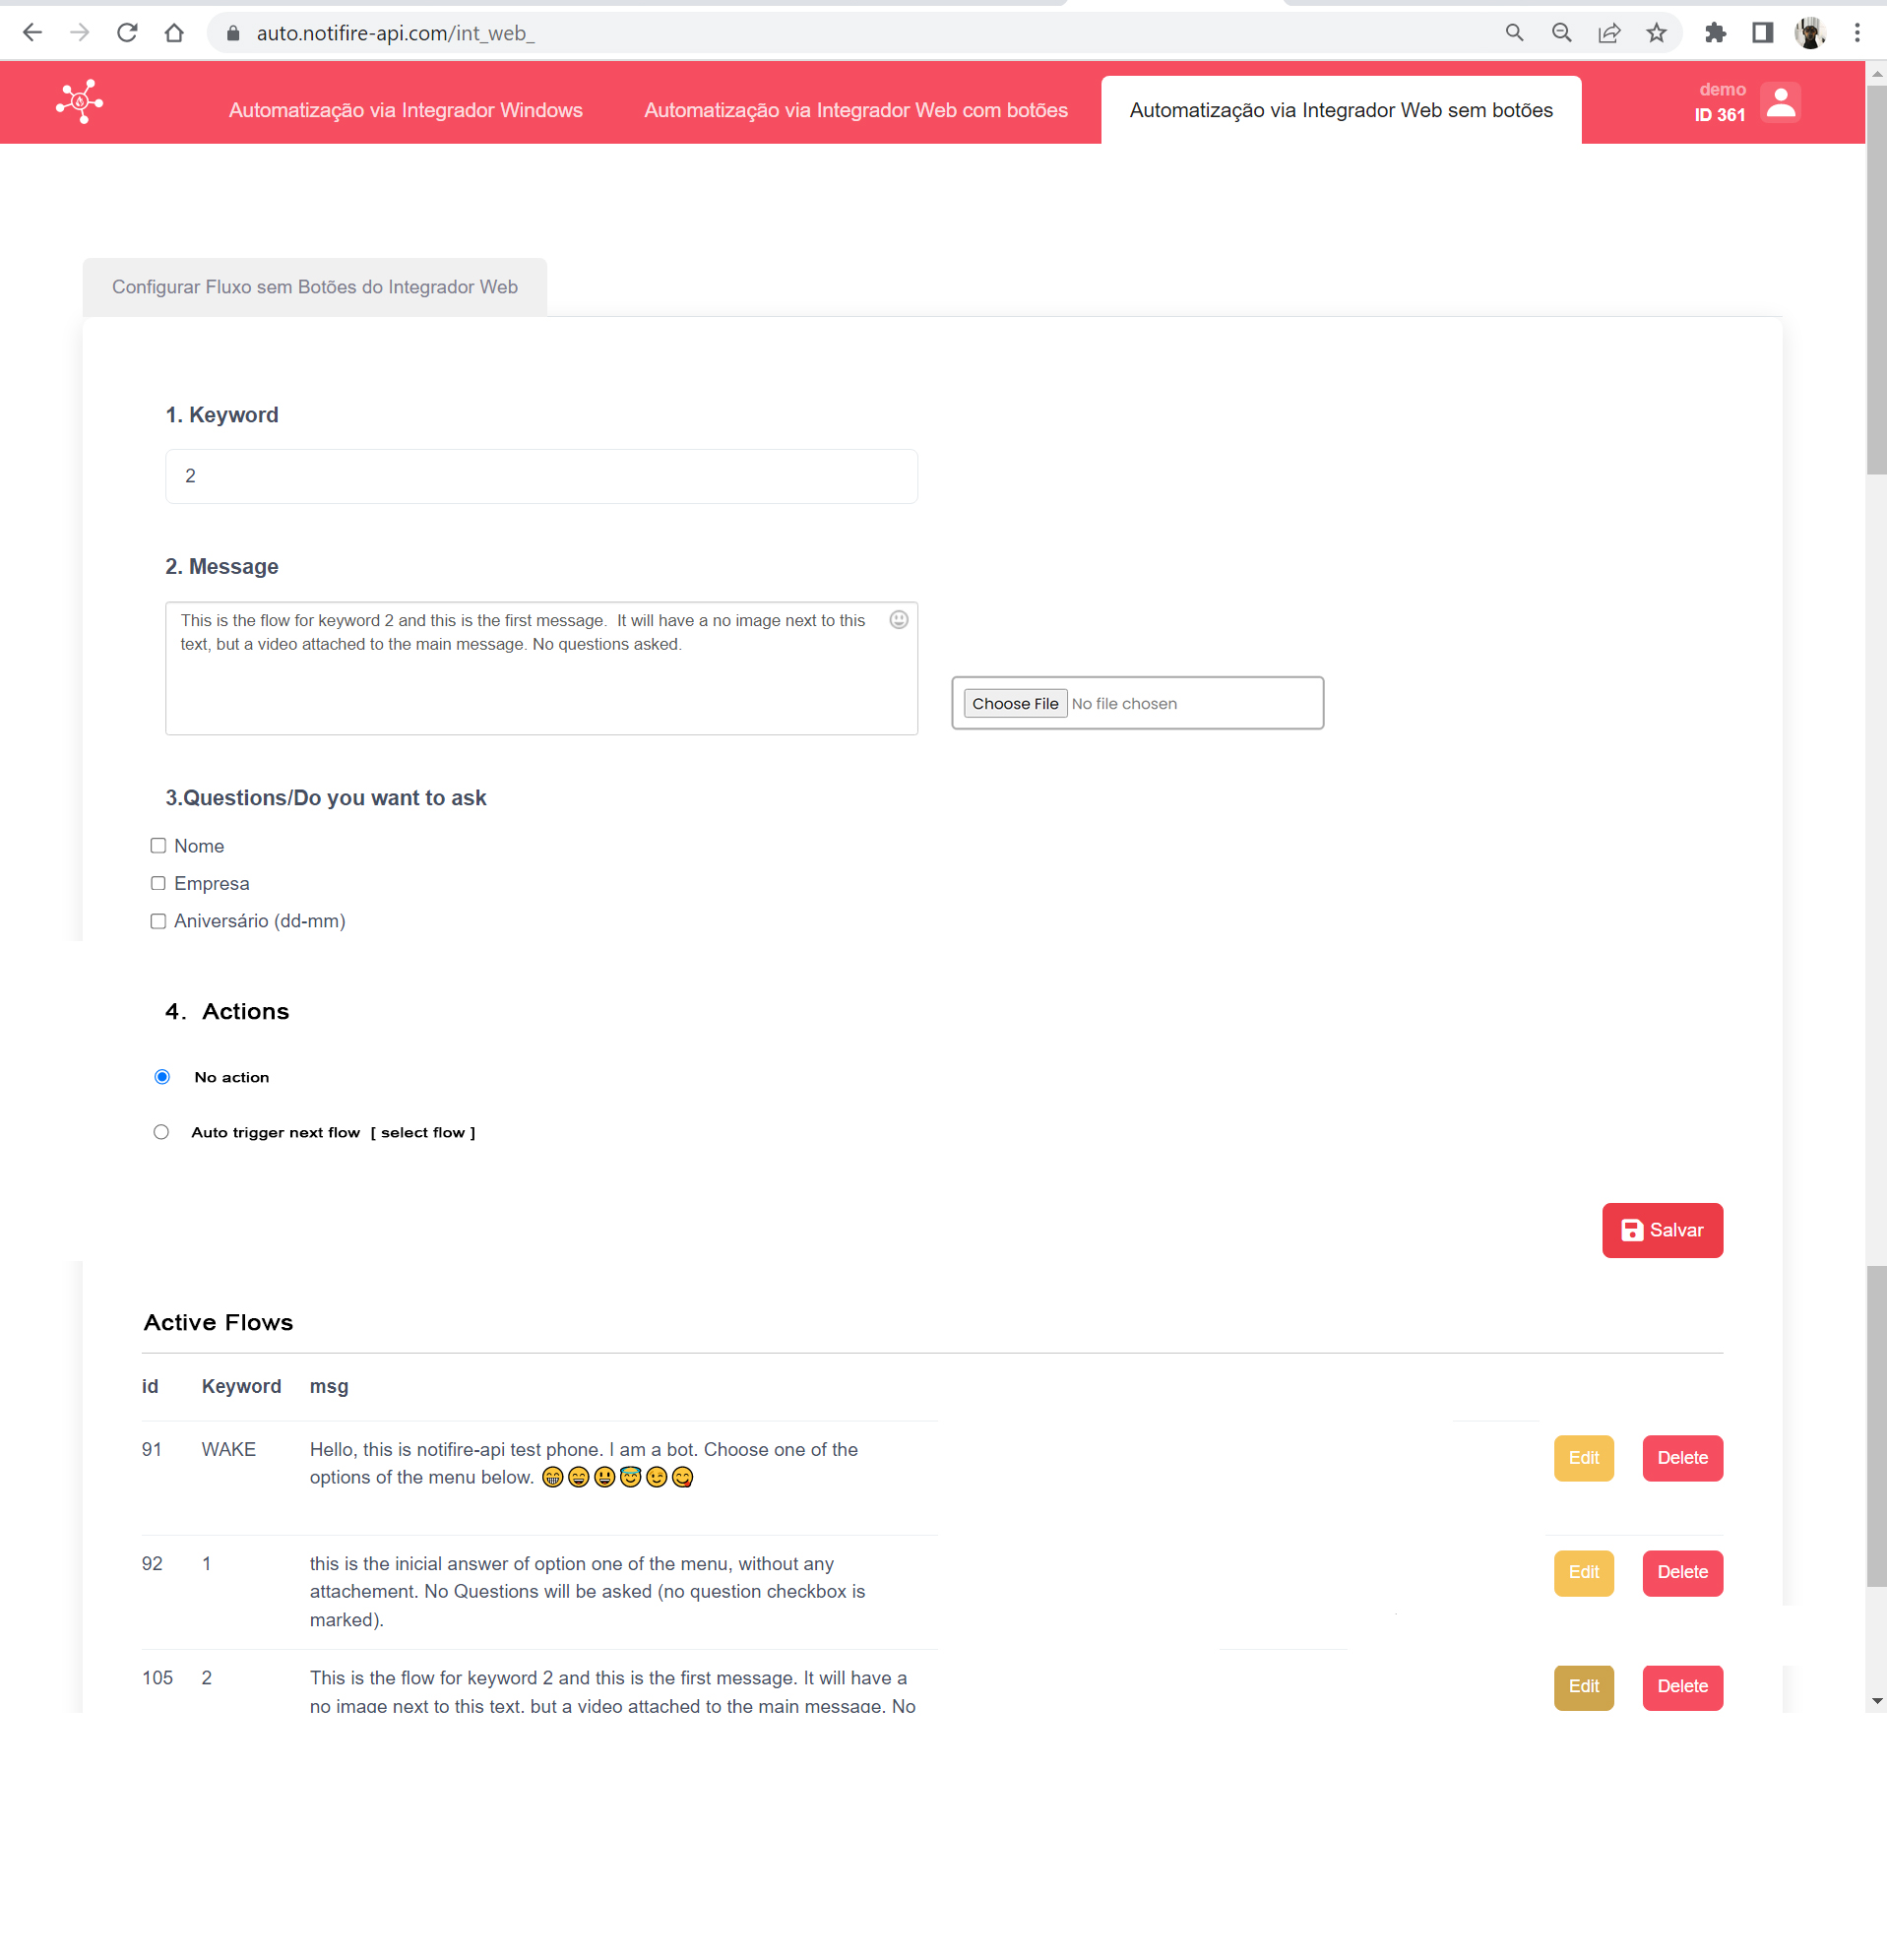 auto.notifire-api.com/int_web_
Automatização via Integrador Windows
Automatização via Integrador Web com botões
Automatização via Integrador Web sem botões
demo
ID 361
Configurar Fluxo sem Botões do Integrador Web
1. Keyword
2
2. Message
This is the flow for keyword 2 and this is the first message.  It will have a no image next to this
text, but a video attached to the main message. No questions asked.
Choose File No file chosen
3.Questions/Do you want to ask
Nome
Empresa
Aniversário (dd-mm)
4. Actions
No action
Auto trigger next flow [ select flow ]
Salvar
Active Flows
id Keyword msg
91 WAKE Hello, this is notifire-api test phone. I am a bot. Choose one of the Edit Delete
options of the menu below. 😁😄😃😇😉😋
92 1 this is the inicial answer of option one of the menu, without any Edit Delete
attachement. No Questions will be asked (no question checkbox is
marked).
105 2 This is the flow for keyword 2 and this is the first message. It will have a Edit Delete
no image next to this text, but a video attached to the main message. No